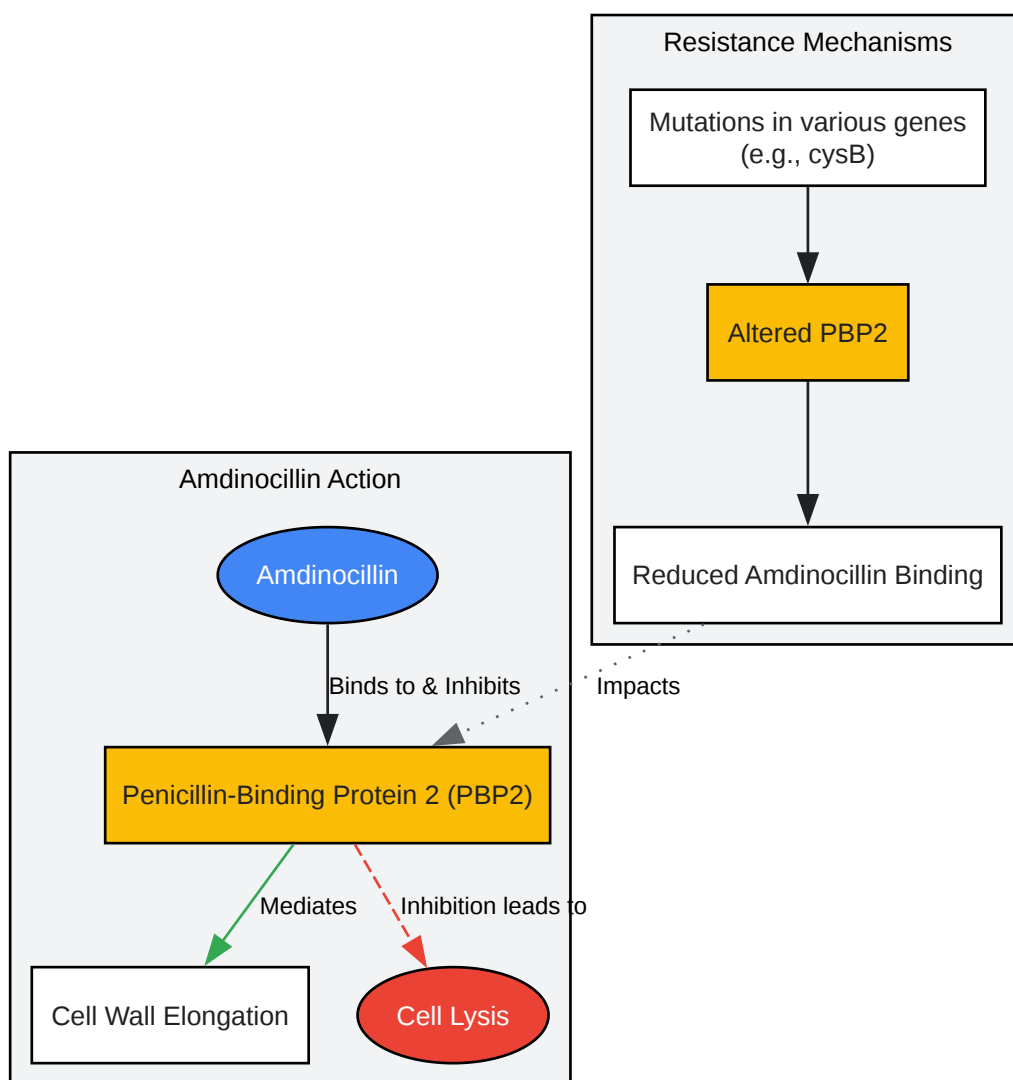 Resistance Mechanisms
Mutations in various genes
(e.g., cysB)
Altered PBP2
Reduced Amdinocillin Binding
Impacts
Amdinocillin Action
Amdinocillin
Binds to & Inhibits
Penicillin-Binding Protein 2 (PBP2)
Mediates
Inhibition leads to
Cell Wall Elongation
Cell Lysis